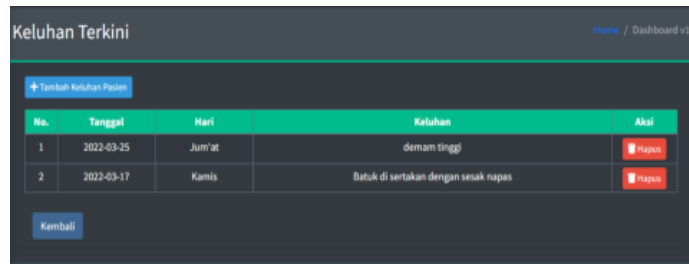 Keluhan Terkini
Home / Dashboard v1
+ Tambah Keluhan Pasien
No. Tanggal Hari Keluhan Aksi
1 2022-03-25 Jum'at demam tinggi Hapus
2 2022-03-17 Kamis Batuk di sertakan dengan sesak napas Hapus
Kembali